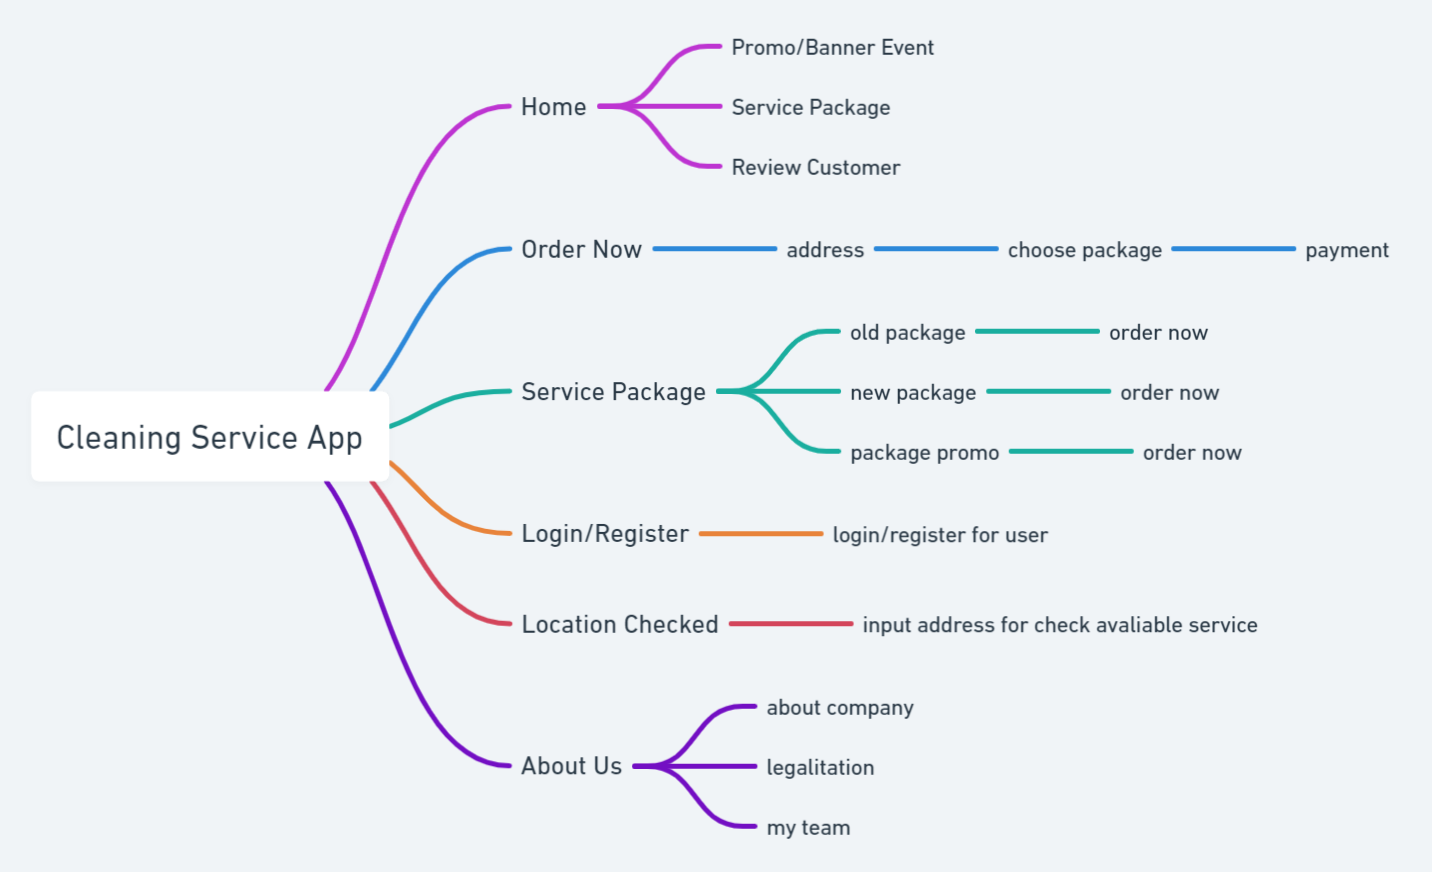 Cleaning Service App
Home
Promo/Banner Event
Service Package
Review Customer
Order Now
address
choose package
payment
Service Package
old package
order now
new package
order now
package promo
order now
Login/Register
login/register for user
Location Checked
input address for check avaliable service
About Us
about company
legalitation
my team